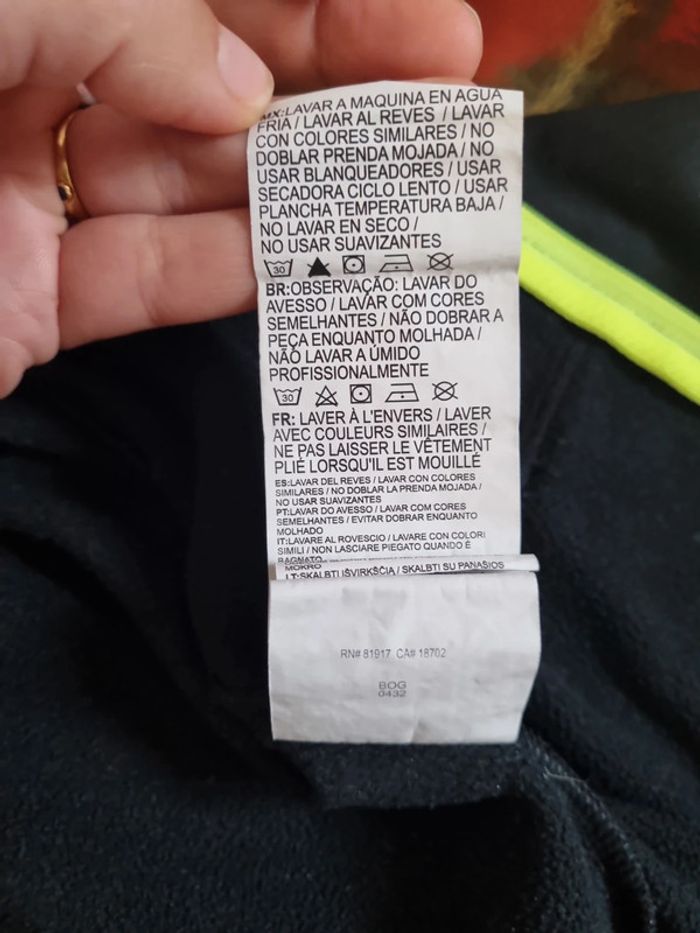 MX:LAVAR A MAQUINA EN AGUA
FRIA / LAVAR AL REVES / LAVAR
CON COLORES SIMILARES / NO
DOBLAR PRENDA MOJADA / NO
USAR BLANQUEADORES / USAR
SECADORA CICLO LENTO / USAR
PLANCHA TEMPERATURA BAJA /
NO LAVAR EN SECO /
NO USAR SUAVIZANTES
30
BR:OBSERVAÇÃO: LAVAR DO
AVESSO / LAVAR COM CORES
SEMELHANTES / NÃO DOBRAR A
PEÇA ENQUANTO MOLHADA /
NÃO LAVAR A ÚMIDO
PROFISSIONALMENTE
30
FR: LAVER À L'ENVERS / LAVER
AVEC COULEURS SIMILAIRES /
NE PAS LAISSER LE VÊTEMENT
PLIÉ LORSQU'IL EST MOUILLÉ
ES:LAVAR DEL REVES / LAVAR CON COLORES
SIMILARES / NO DOBLAR LA PRENDA MOJADA /
NO USAR SUAVIZANTES
PT:LAVAR DO AVESSO / LAVAR COM CORES
SEMELHANTES / EVITAR DOBRAR ENQUANTO
MOLHADO
IT:LAVARE AL ROVESCIO / LAVARE CON COLORI
SIMILI / NON LASCIARE PIEGATO QUANDO È
BAGNATO
MOKRO
LT:SKALBTI IŠVIRKŠČIĄ / SKALBTI SU PANAŠIOS
RN# 81917 CA# 18702
BOG
0432